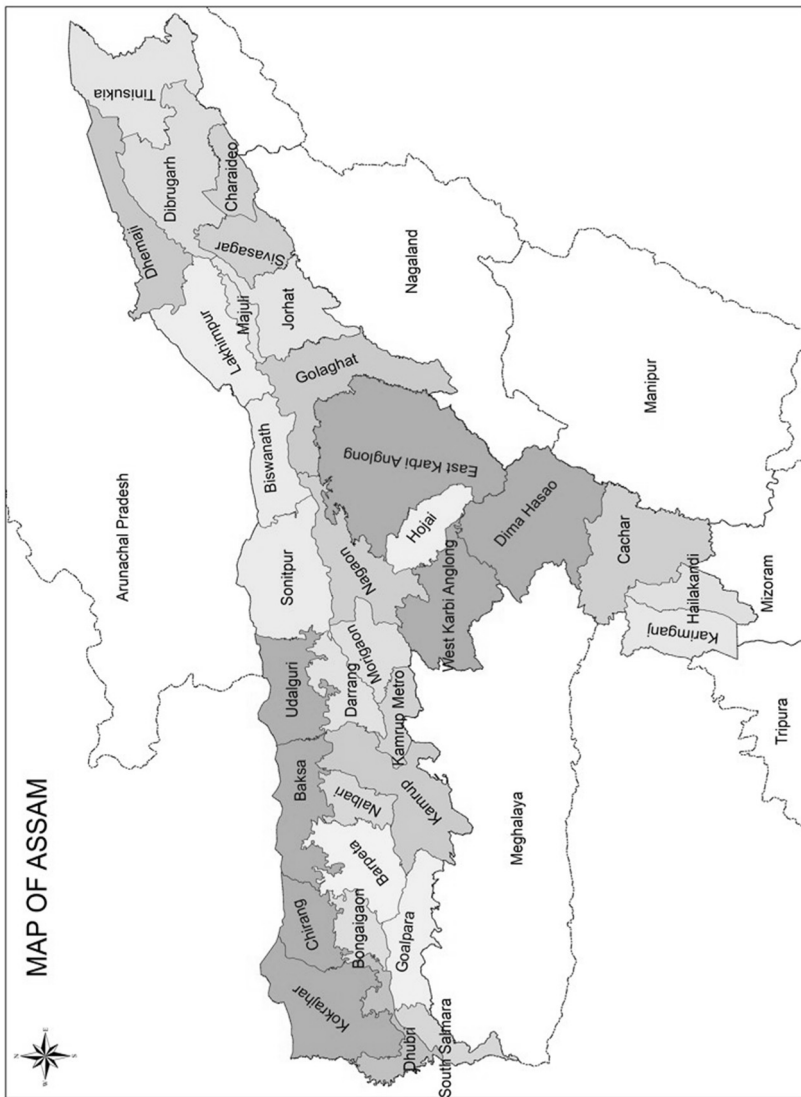 MAP OF ASSAM
Arunachal Pradesh
Tinisukia
Dibrugarh
Dhemaji
Charaideo
Sivasagar
Lakhimpur
Majuli
Jorhat
Golaghat
Nagaland
Biswanath
East Karbi Anglong
Sonitpur
Nagaon
Hojai
Dima Hasao
Manipur
Udalguri
Darrang
Morigaon
West Karbi Anglong
Cachar
Baksa
Nalbari
Kamrup
Kamrup Metro
Hailakandi
Karimganj
Mizoram
Chirang
Barpeta
Bongaigaon
Goalpara
Meghalaya
Tripura
Kokrajhar
Dhubri
South Salmara
N
E
S